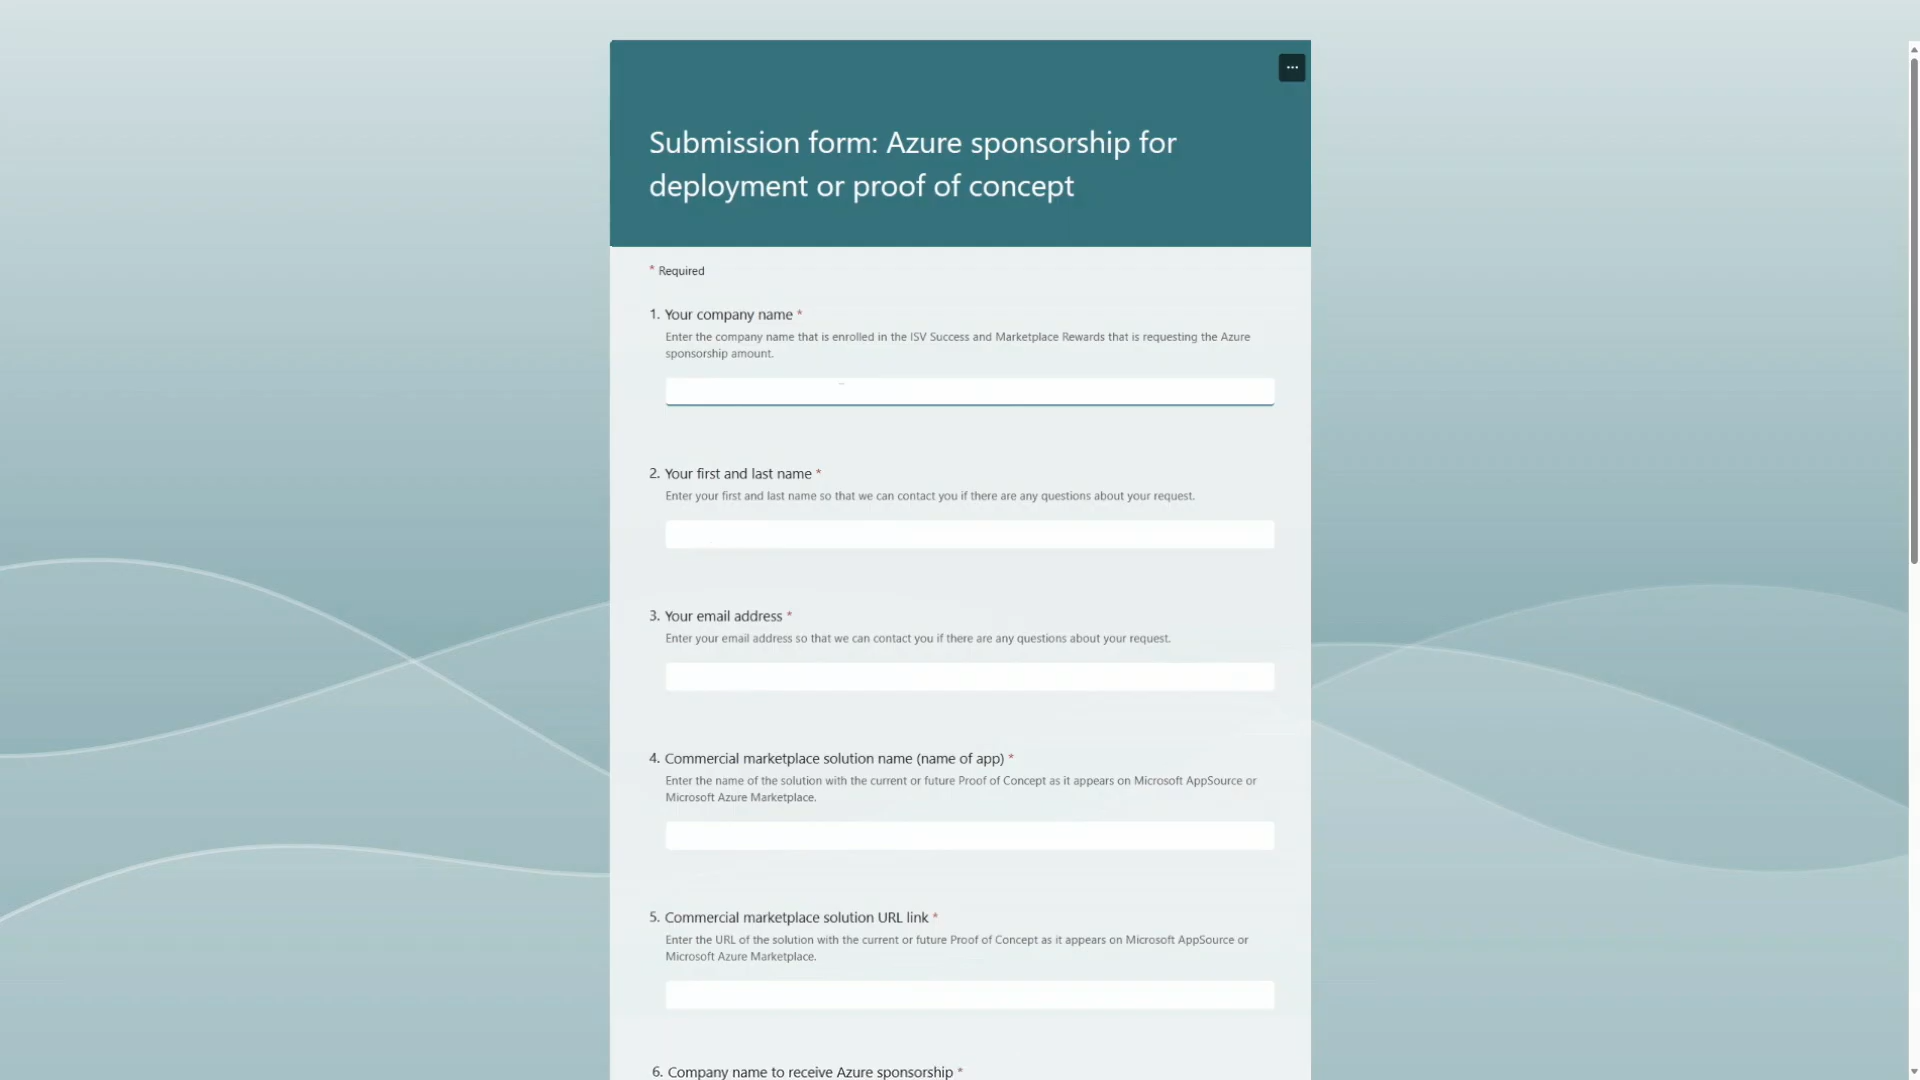 ...
Submission form: Azure sponsorship for
deployment or proof of concept
* Required
1. Your company name *
Enter the company name that is enrolled in the ISV Success and Marketplace Rewards that is requesting the Azure
sponsorship amount.
2. Your first and last name *
Enter your first and last name so that we can contact you if there are any questions about your request.
3. Your email address *
Enter your email address so that we can contact you if there are any questions about your request.
4. Commercial marketplace solution name (name of app) *
Enter the name of the solution with the current or future Proof of Concept as it appears on Microsoft AppSource or
Microsoft Azure Marketplace.
5. Commercial marketplace solution URL link *
Enter the URL of the solution with the current or future Proof of Concept as it appears on Microsoft AppSource or
Microsoft Azure Marketplace.
6. Company name to receive Azure sponsorship *